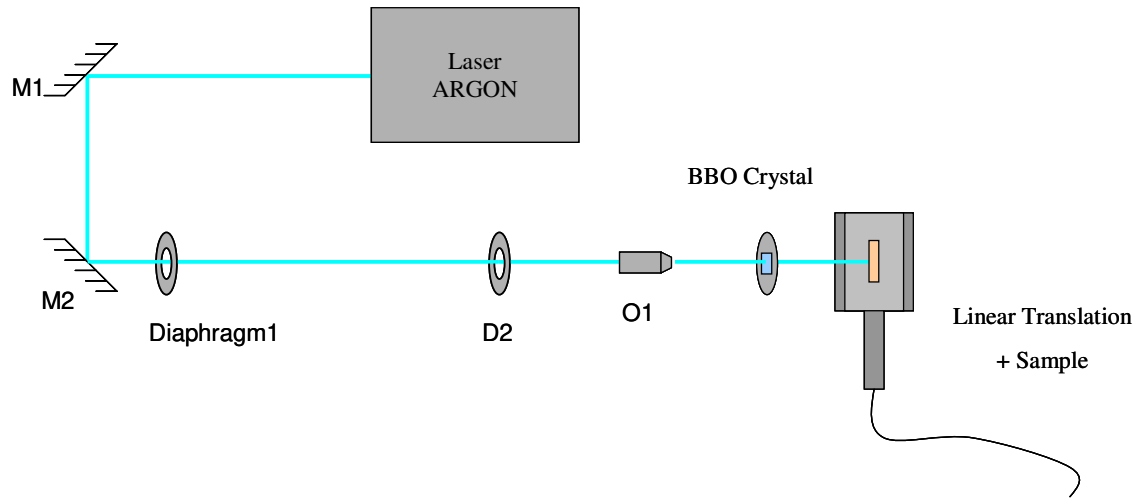 Laser
ARGON
M1
BBO Crystal
M2
Diaphragm1
D2
O1
Linear Translation
+ Sample